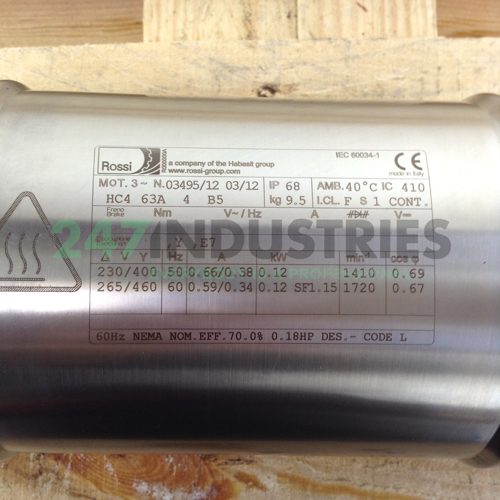 Rossi
a company of the Habasit group
www.rossi-group.com
IEC 60034-1
CE
made in Italy
MOT. 3~ N.03495/12 03/12 IP 68 AMB.40°C IC 410
HC4 63A 4 B5 kg 9.5 I.CL. F S 1 CONT.
Freno Brake Nm V~/Hz A V=
247INDUSTRIES
Y E7
Δ V Y Hz A kW min⁻¹ cos φ
230/400 50 0.66/0.38 0.12 1410 0.69
265/460 60 0.59/0.34 0.12 SF1.15 1720 0.67
60Hz NEMA NOM.EFF.70.0% 0.18HP DES.- CODE L